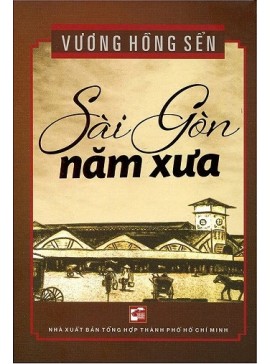 VƯƠNG HỒNG SỂN
Sài Gòn
năm xưa
NHÀ XUẤT BẢN TỔNG HỢP THÀNH PHỐ HỒ CHÍ MINH